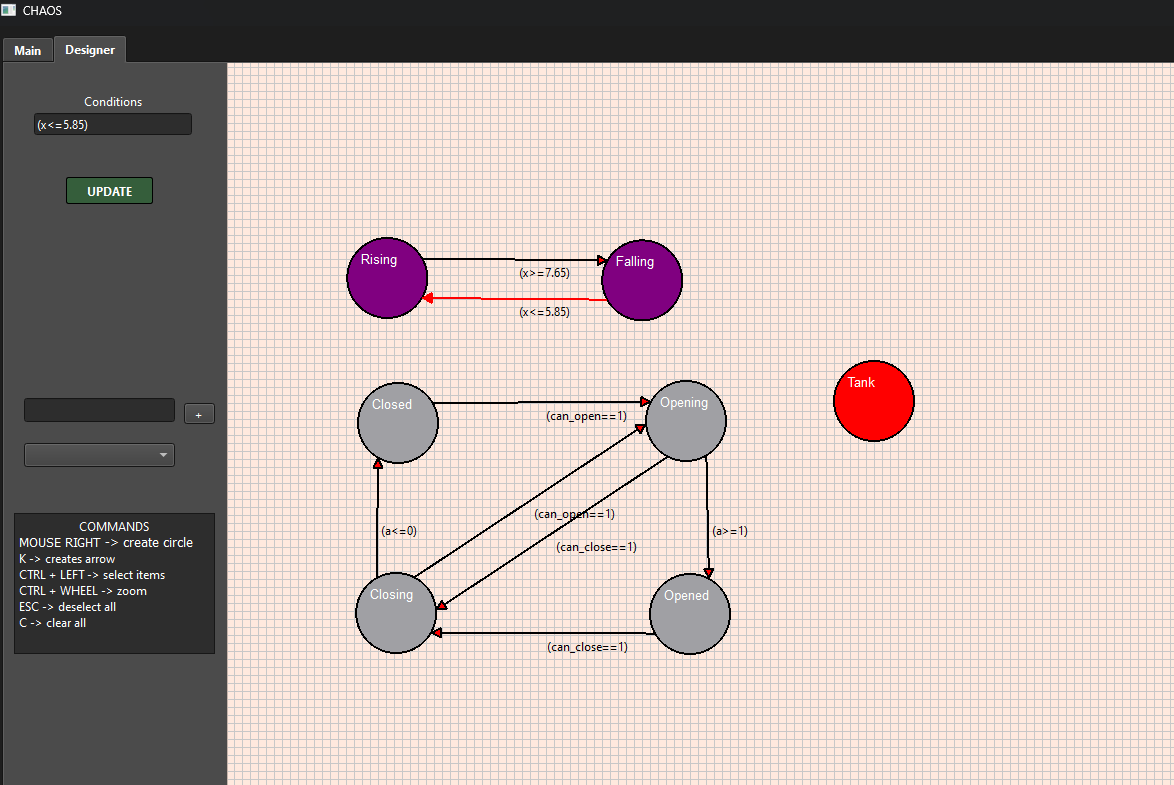 CHAOS
Main
Designer
Conditions
(x<=5.85)
UPDATE
Rising
Falling
(x>=7.65)
(x<=5.85)
Tank
Closed
Opening
(can_open==1)
+
(can_open==1)
(a<=0)
(a>=1)
(can_close==1)
Closing
Opened
(can_close==1)
COMMANDS
MOUSE RIGHT -> create circle
K -> creates arrow
CTRL + LEFT -> select items
CTRL + WHEEL -> zoom
ESC -> deselect all
C -> clear all